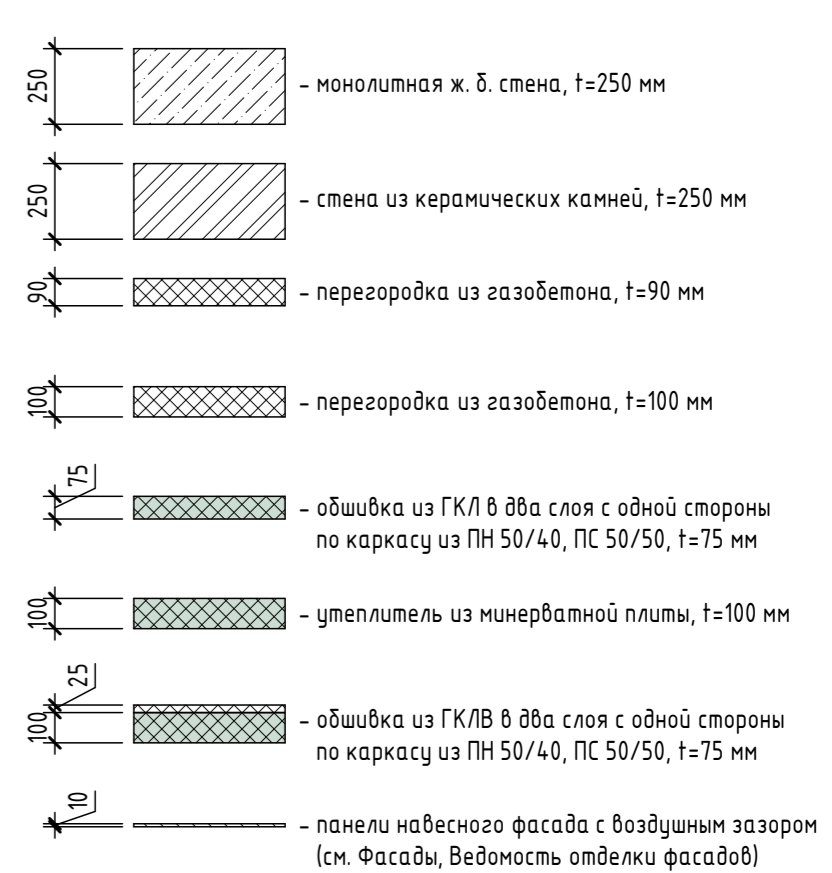 250
– монолитная ж. б. стена, t=250 мм
250
– стена из керамических камней, t=250 мм
90
– перегородка из газобетона, t=90 мм
100
– перегородка из газобетона, t=100 мм
75
– обшивка из ГКЛ в два слоя с одной стороны
по каркасу из ПН 50/40, ПС 50/50, t=75 мм
100
– утеплитель из минерватной плиты, t=100 мм
25
100
– обшивка из ГКЛВ в два слоя с одной стороны
по каркасу из ПН 50/40, ПС 50/50, t=75 мм
10
– панели навесного фасада с воздушным зазором
(см. Фасады, Ведомость отделки фасадов)